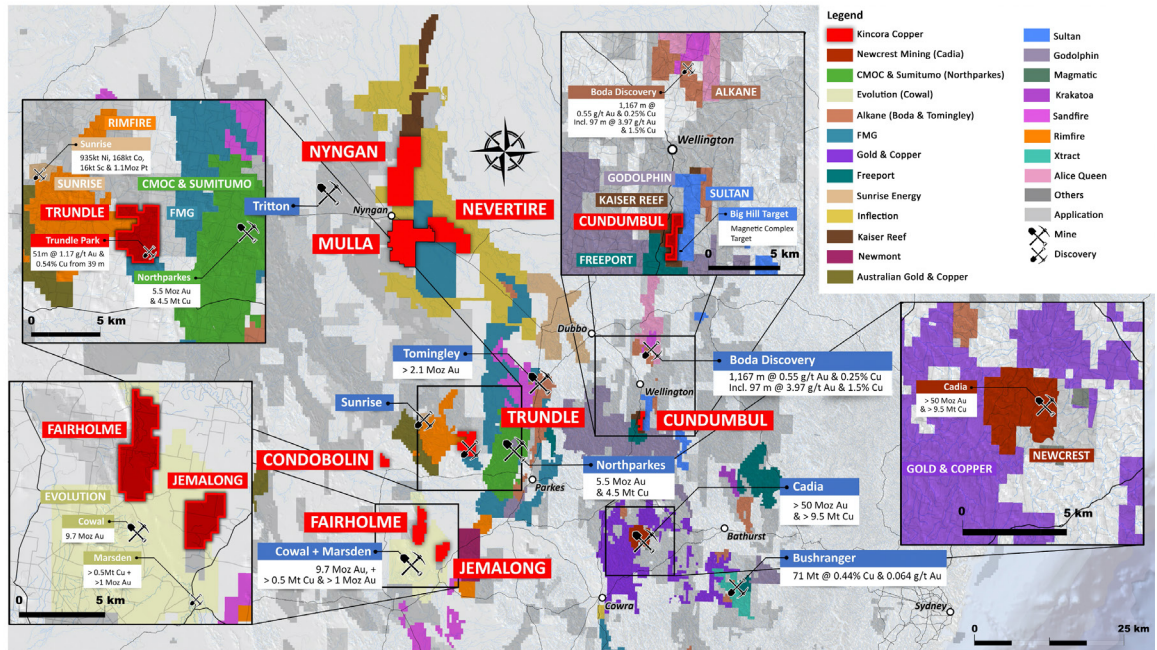 Legend
Kincora Copper
Newcrest Mining (Cadia)
CMOC & Sumitumo (Northparkes)
Evolution (Cowal)
Alkane (Boda & Tomingley)
FMG
Gold & Copper
Freeport
Sunrise Energy
Inflection
Kaiser Reef
Newmont
Australian Gold & Copper
Sultan
Godolphin
Magmatic
Krakatoa
Sandfire
Rimfire
Xtract
Alice Queen
Others
Application
Mine
Discovery
RIMFIRE
Sunrise
935kt Ni, 168kt Co,
16kt Sc & 1.1Moz Pt
SUNRISE
CMOC & SUMITUMO
TRUNDLE
FMG
Trundle Park
51m @ 1.17 g/t Au &
0.54% Cu from 39 m
Northparkes
5.5 Moz Au
& 4.5 Mt Cu
0 5 km
NYNGAN
Tritton
Nyngan
NEVERTIRE
MULLA
Boda Discovery
1,167 m @
0.55 g/t Au & 0.25% Cu
Incl. 97 m @ 3.97 g/t Au
& 1.5% Cu
ALKANE
Wellington
GODOLPHIN
KAISER REEF
SULTAN
CUNDUMBUL
Big Hill Target
Magnetic Complex
Target
FREEPORT
0 5 km
Dubbo
Tomingley
> 2.1 Moz Au
Boda Discovery
1,167 m @ 0.55 g/t Au & 0.25% Cu
Incl. 97 m @ 3.97 g/t Au & 1.5% Cu
Wellington
Sunrise
TRUNDLE
CUNDUMBUL
CONDOBOLIN
Northparkes
5.5 Moz Au
& 4.5 Mt Cu
Parkes
Cadia
> 50 Moz Au
& > 9.5 Mt Cu
FAIRHOLME
Bathurst
Cowal + Marsden
9.7 Moz Au, +
> 0.5 Mt Cu & > 1 Moz Au
JEMALONG
Bushranger
71 Mt @ 0.44% Cu & 0.064 g/t Au
Cowra
Sydney
0 25 km
FAIRHOLME
JEMALONG
EVOLUTION
Cowal
9.7 Moz Au
Marsden
> 0.5Mt Cu +
>1 Moz Au
0 5 km
Cadia
> 50 Moz Au
& > 9.5 Mt Cu
NEWCREST
GOLD & COPPER
0 5 km